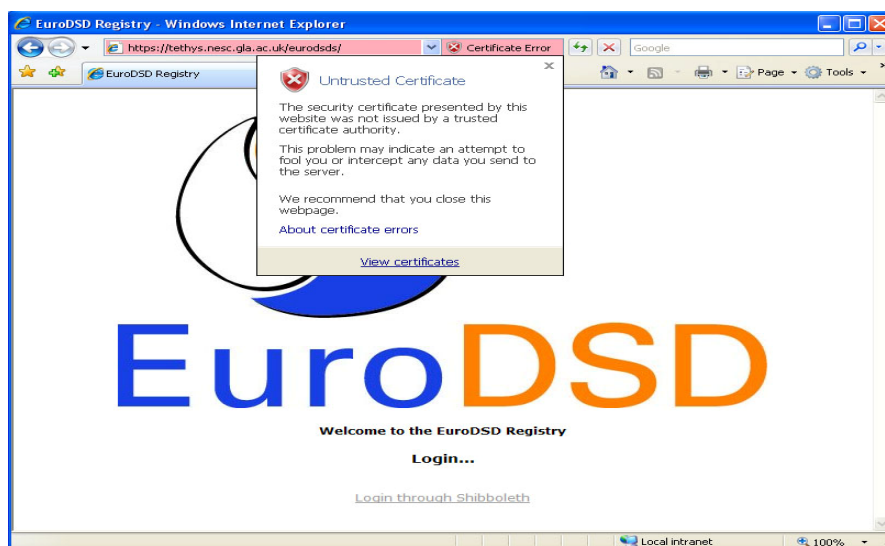 EuroDSD Registry - Windows Internet Explorer
https://tethys.nesc.gla.ac.uk/eurodsds/
Certificate Error
Google
EuroDSD Registry
Page
Tools
Untrusted Certificate
The security certificate presented by this
website was not issued by a trusted
certificate authority.
This problem may indicate an attempt to
fool you or intercept any data you send to
the server.
We recommend that you close this
webpage.
About certificate errors
View certificates
EuroDSD
Welcome to the EuroDSD Registry
Login...
Login through Shibboleth
Local intranet
100%